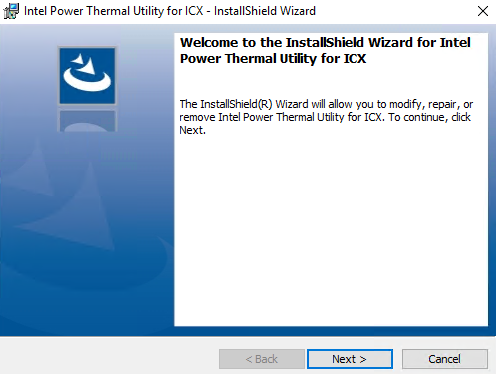 Intel Power Thermal Utility for ICX - InstallShield Wizard
Welcome to the InstallShield Wizard for Intel
Power Thermal Utility for ICX
The InstallShield(R) Wizard will allow you to modify, repair, or
remove Intel Power Thermal Utility for ICX. To continue, click
Next.
< Back
Next >
Cancel